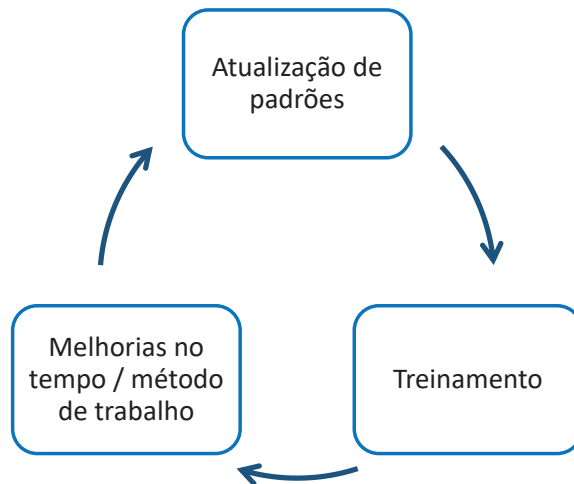 Atualização de
padrões
Treinamento
Melhorias no
tempo / método
de trabalho